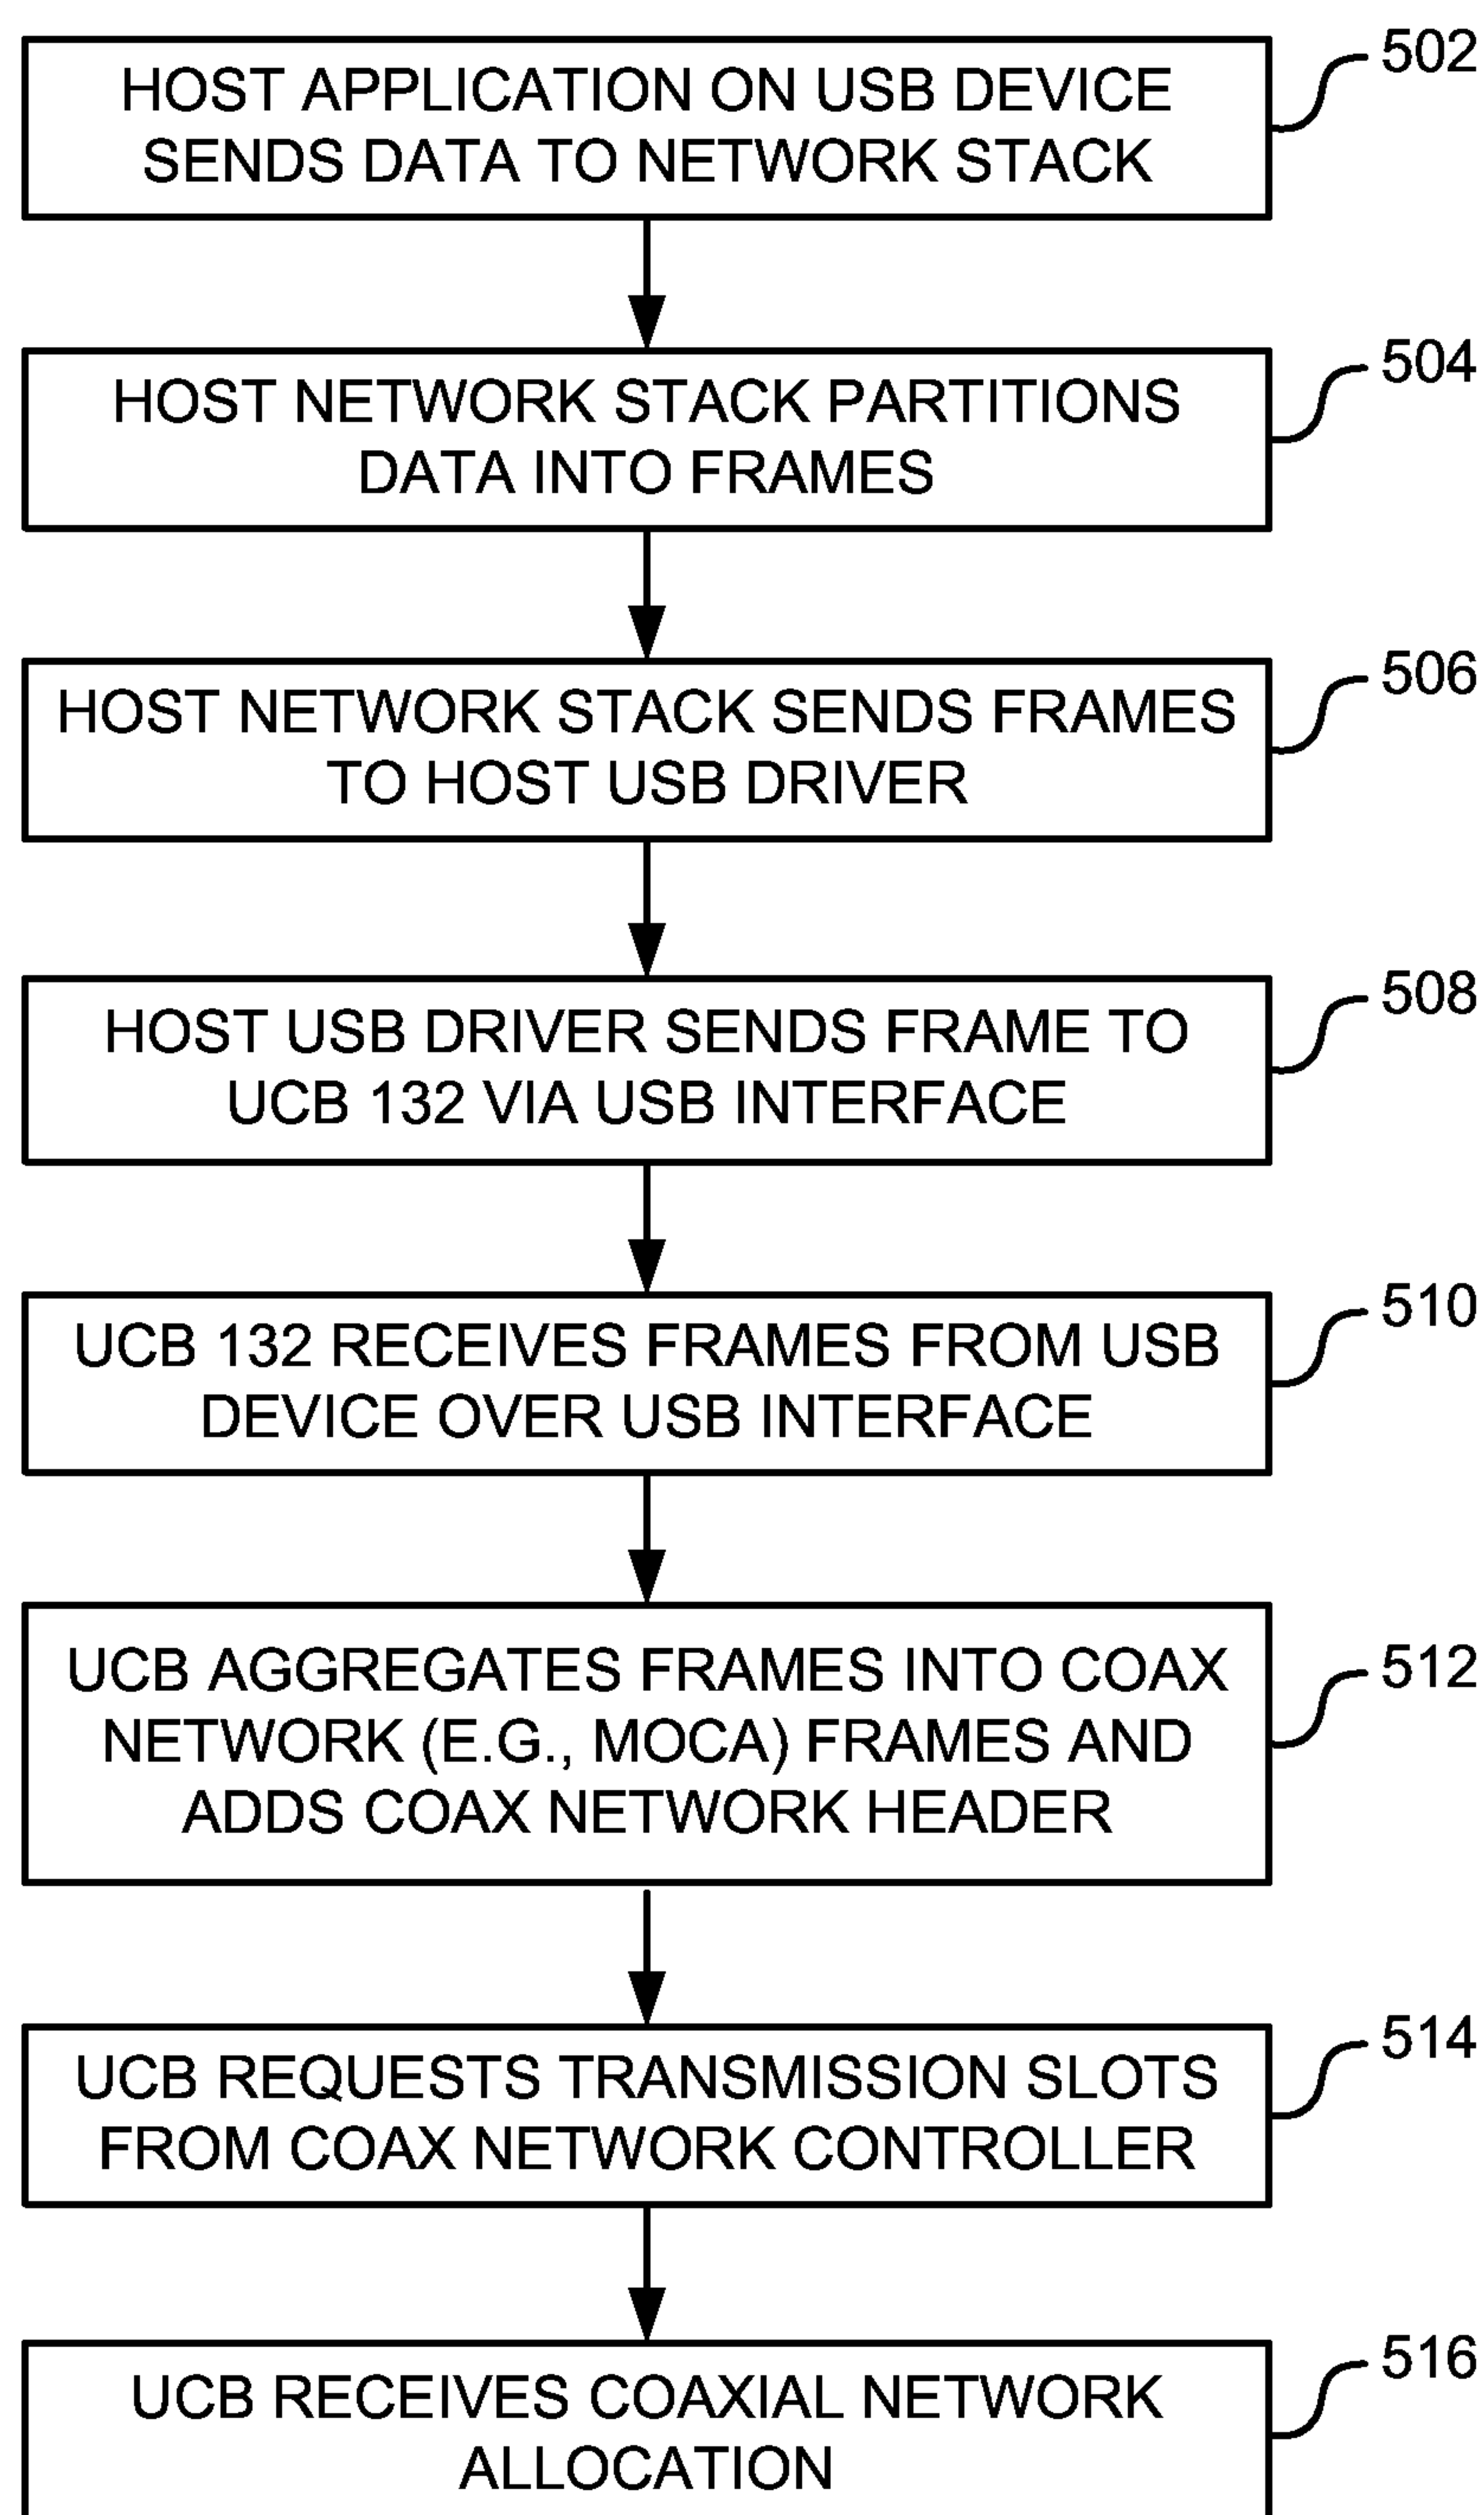 502
HOST APPLICATION ON USB DEVICE
SENDS DATA TO NETWORK STACK
504
HOST NETWORK STACK PARTITIONS
DATA INTO FRAMES
506
HOST NETWORK STACK SENDS FRAMES
TO HOST USB DRIVER
508
HOST USB DRIVER SENDS FRAME TO
UCB 132 VIA USB INTERFACE
510
UCB 132 RECEIVES FRAMES FROM USB
DEVICE OVER USB INTERFACE
512
UCB AGGREGATES FRAMES INTO COAX
NETWORK (E.G., MOCA) FRAMES AND
ADDS COAX NETWORK HEADER
514
UCB REQUESTS TRANSMISSION SLOTS
FROM COAX NETWORK CONTROLLER
516
UCB RECEIVES COAXIAL NETWORK
ALLOCATION